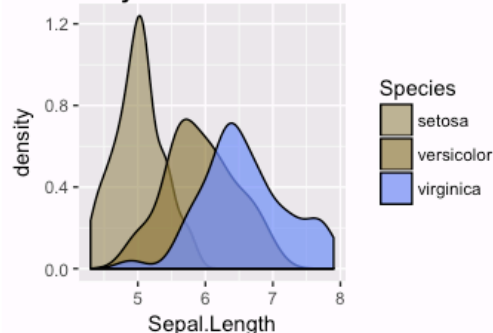 1.2
0.8
0.4
0.0
density
5 6 7 8
Sepal.Length
Species
setosa
versicolor
virginica